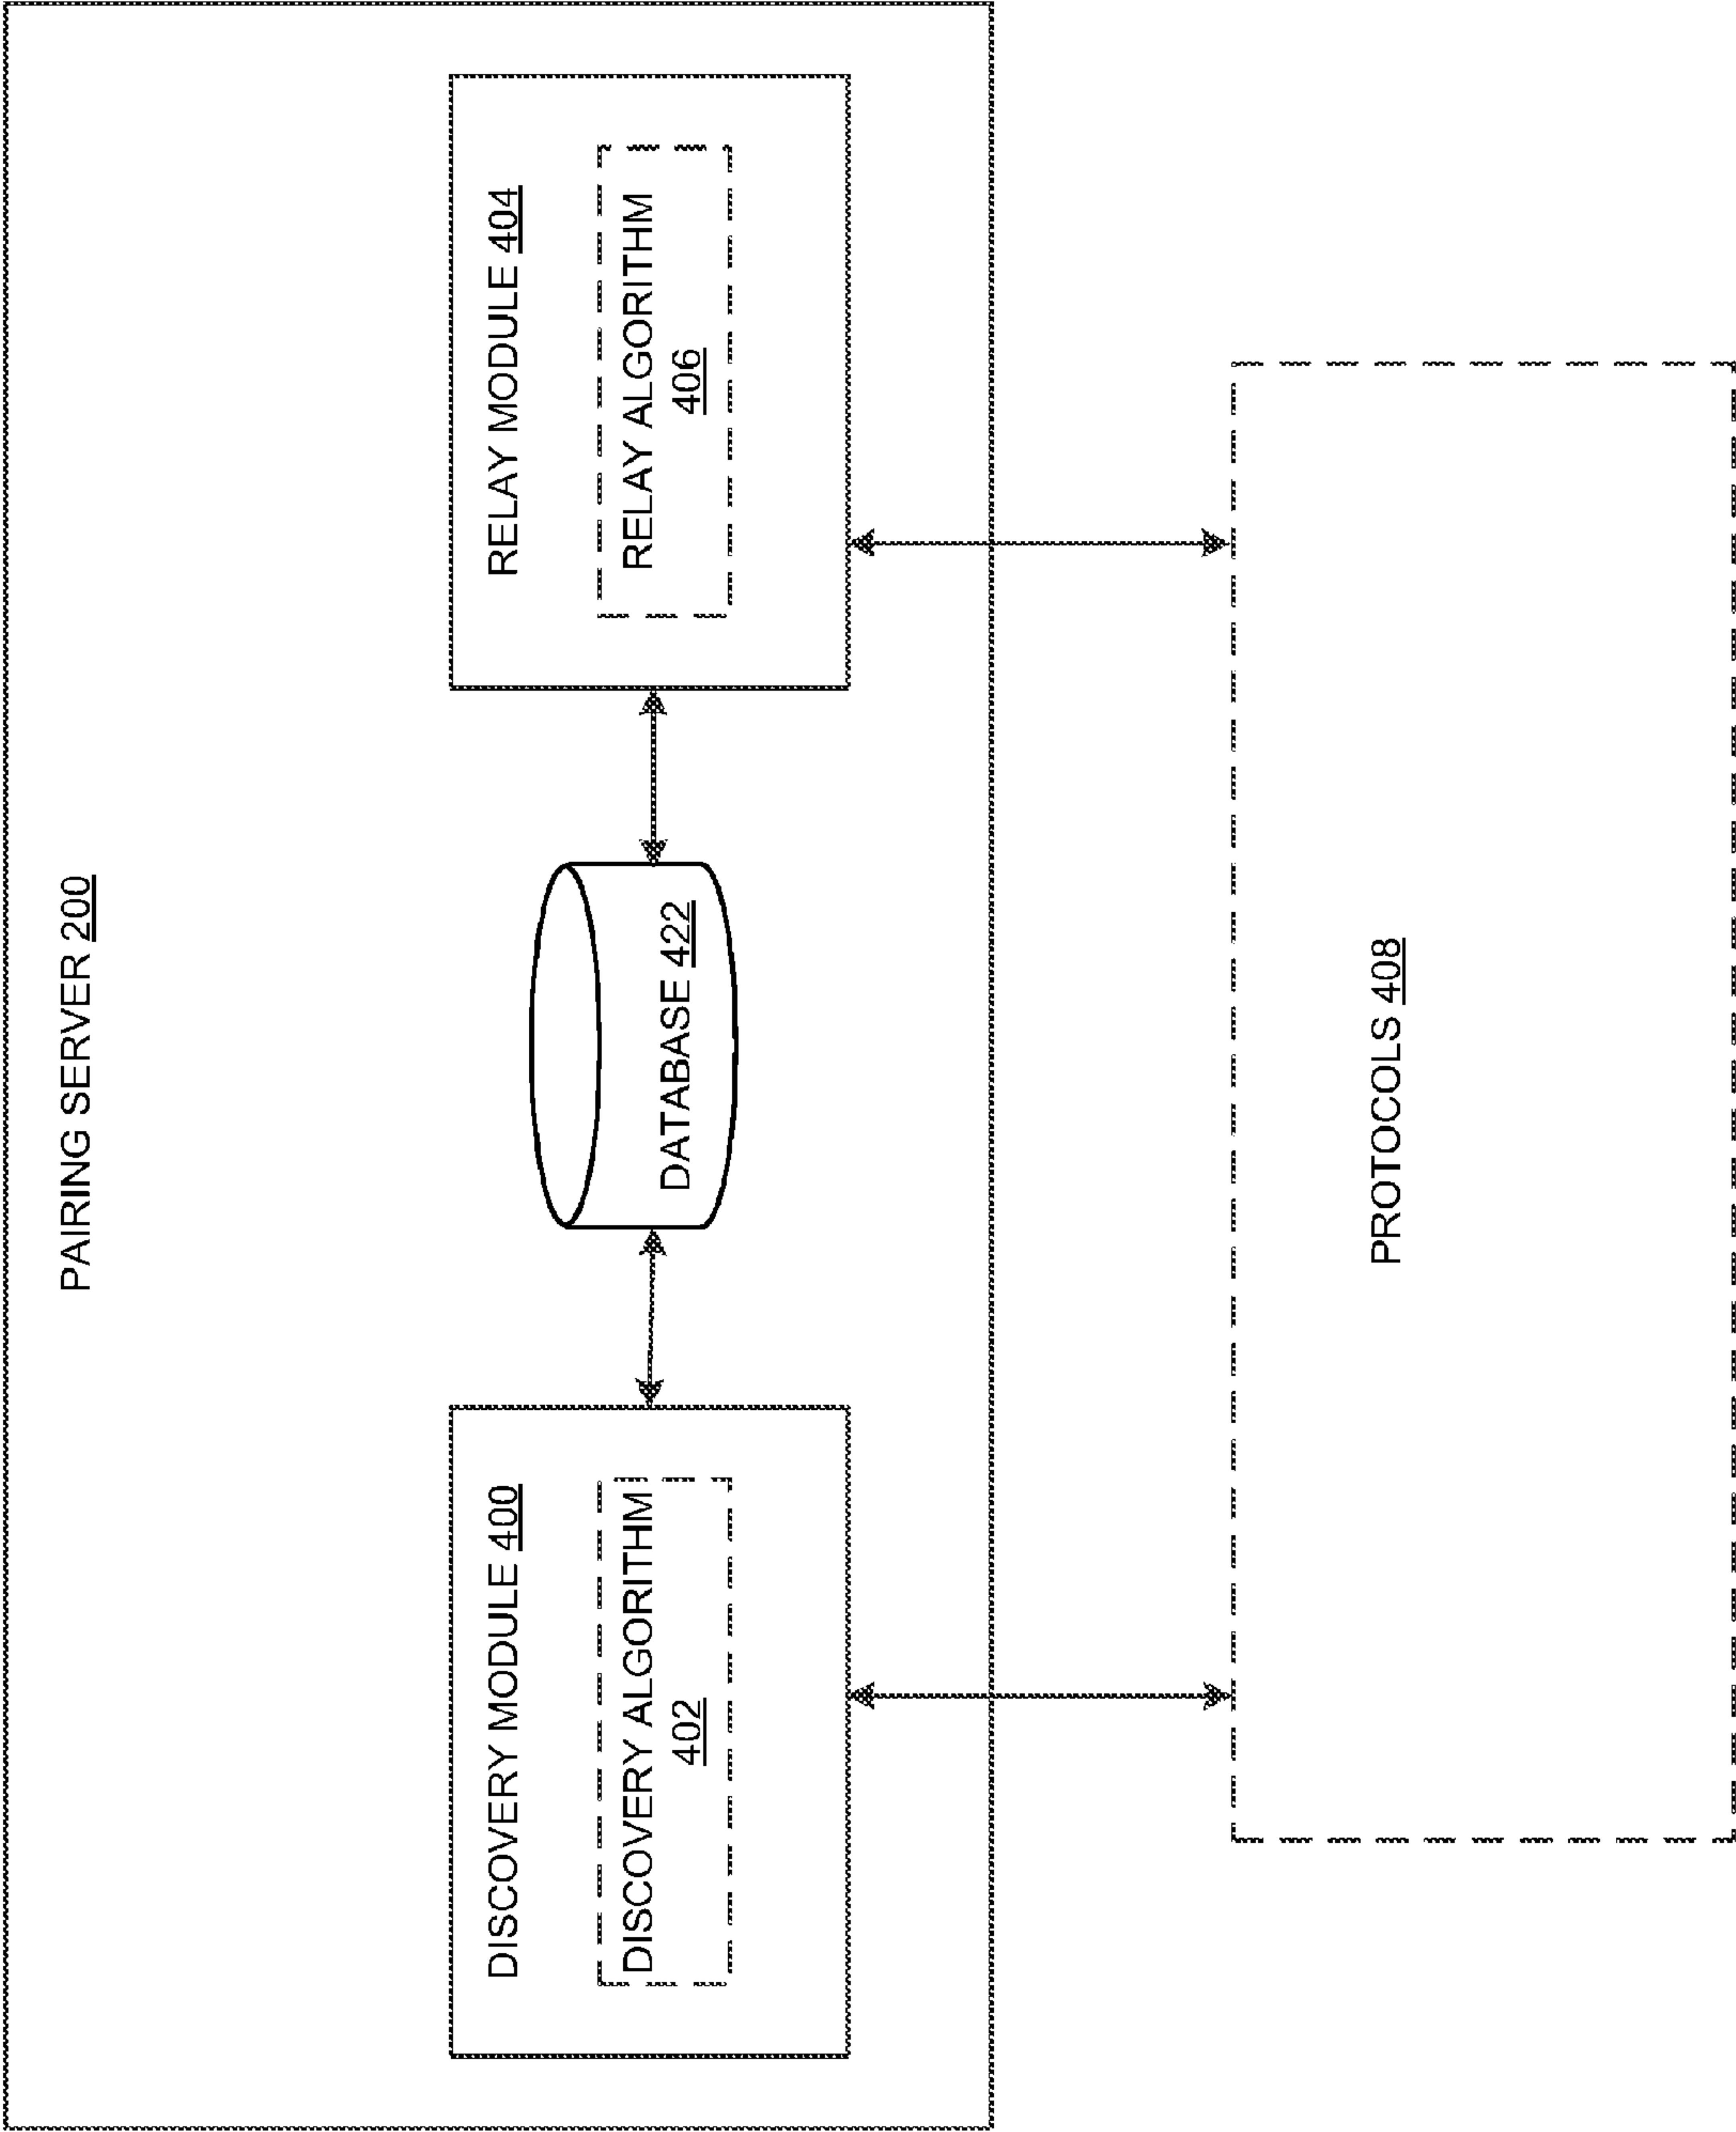 PAIRING SERVER 200
DISCOVERY MODULE 400
DISCOVERY ALGORITHM
402
DATABASE 422
RELAY MODULE 404
RELAY ALGORITHM
406
PROTOCOLS 408